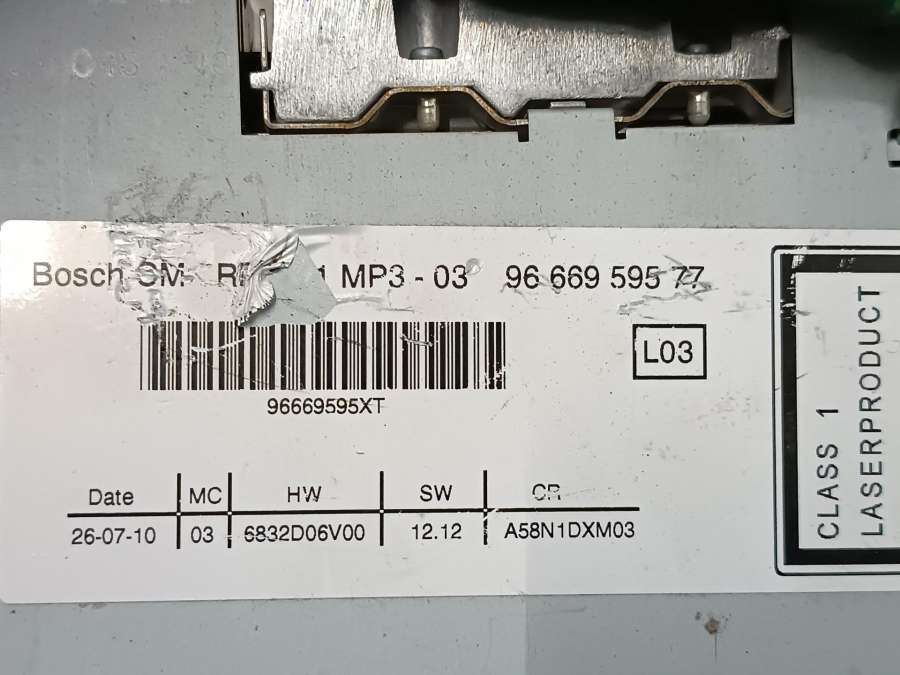 Bosch CM MP3 - 03 96 669 595 77
L03
96669595XT
Date MC HW SW CR
26-07-10 03 6832D06V00 12.12 A58N1DXM03
CLASS 1
LASERPRODUCT